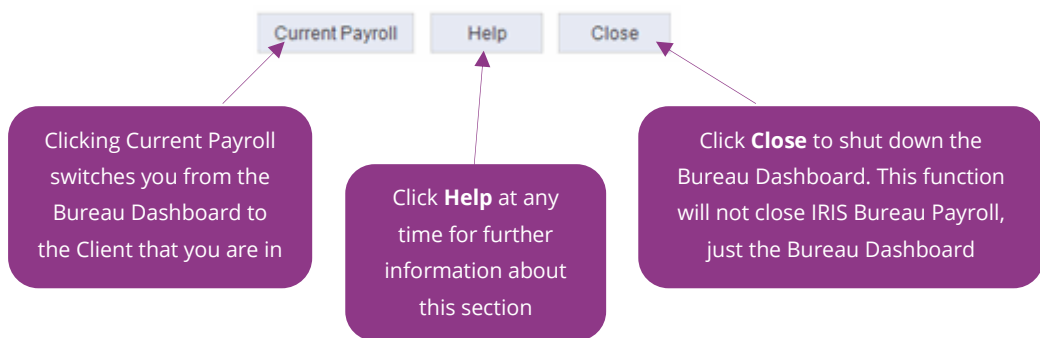 Current Payroll
Help
Close
Clicking Current Payroll
switches you from the
Bureau Dashboard to
the Client that you are in
Click Help at any
time for further
information about
this section
Click Close to shut down the
Bureau Dashboard. This function
will not close IRIS Bureau Payroll,
just the Bureau Dashboard